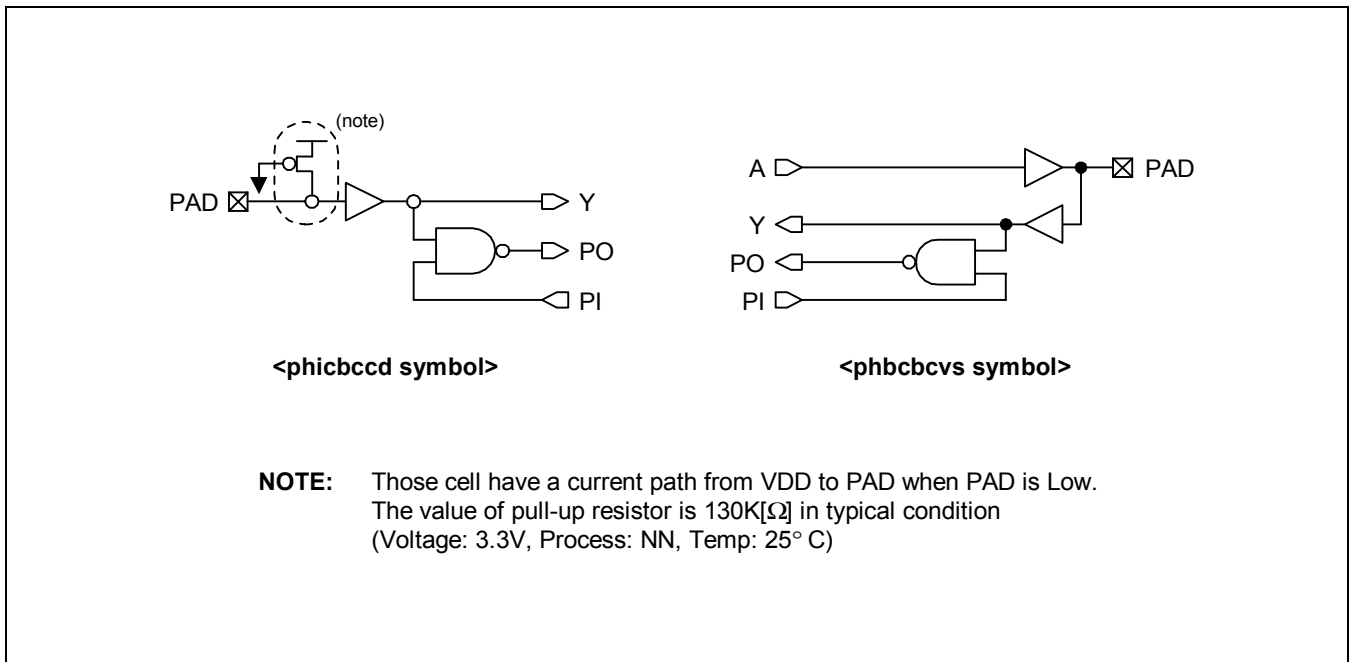 (note)
PAD
Y
PO
PI
<phicbccd symbol>
A
PAD
Y
PO
PI
<phbcbcvs symbol>
NOTE: Those cell have a current path from VDD to PAD when PAD is Low.
The value of pull-up resistor is 130K[Ω] in typical condition
(Voltage: 3.3V, Process: NN, Temp: 25° C)